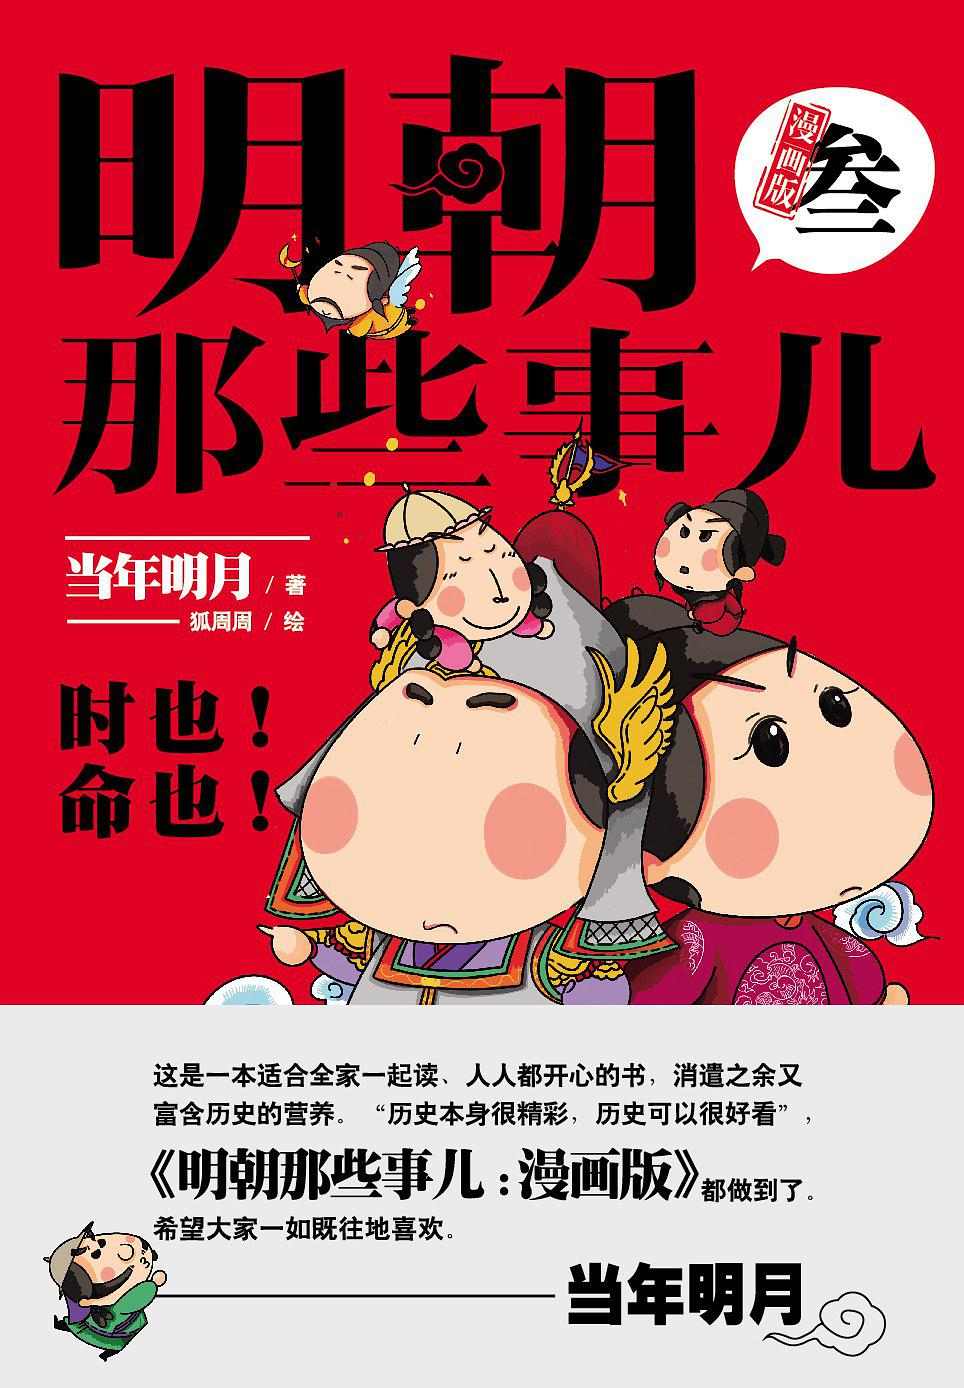 明朝
那些事儿
漫画版
叁
当年明月 / 著
狐周周 / 绘
时也！
命也！
这是一本适合全家一起读、人人都开心的书，消遣之余又
富含历史的营养。“历史本身很精彩，历史可以很好看”，
《明朝那些事儿：漫画版》都做到了。
希望大家一如既往地喜欢。
当年明月